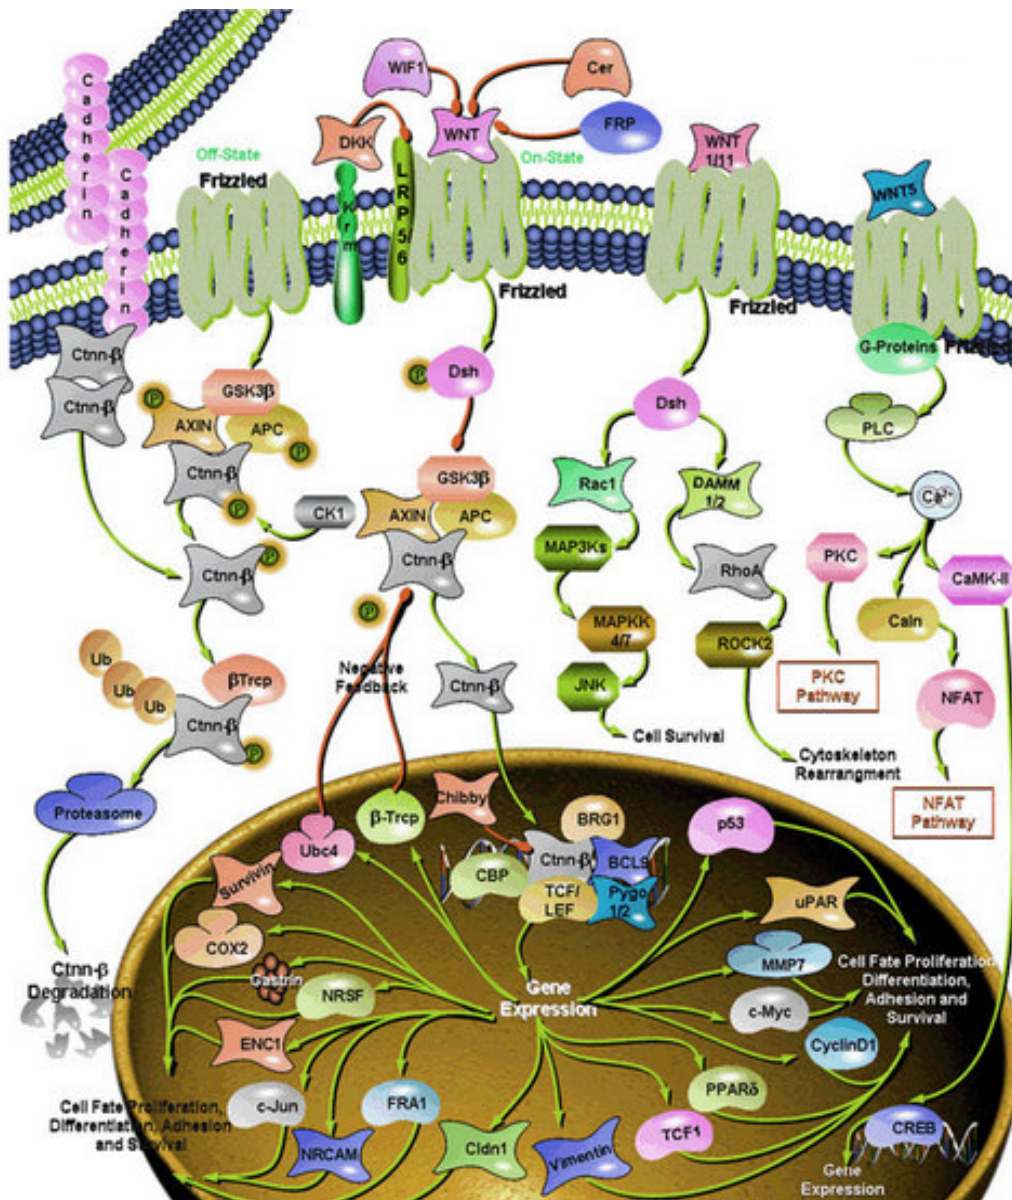 WIF1
Cer
Cadherin
DKK
WNT
FRP
WNT
1/11
Off-State
On-State
Frizzled
Cadherin
Krm
LRP56
WNT5
Frizzled
Frizzled
Ctnn-β
G-Proteins
Frizzled
Ctnn-β
GSK3β
P
Dsh
Dsh
PLC
P
AXIN
APC
P
Ctnn-β
P
GSK3β
Rac1
DAMM
1/2
Ca2+
CK1
AXIN
APC
MAP3Ks
PKC
Ctnn-β
P
Ctnn-β
RhoA
CaMK-II
P
MAPKK
4/7
Caln
ROCK2
Ub
Ub
Ub
βTrcp
Negative
Feedback
Ctnn-β
JNK
PKC
Pathway
NFAT
Ctnn-β
P
Cell Survival
Cytoskeleton
Rearrangment
Proteasome
NFAT
Pathway
Chibby
β-Trcp
BRG1
p53
Ubc4
Ctnn-β
BCL9
CBP
TCF/
LEF
Pygo
1/2
Survivin
uPAR
COX2
MMP7
Cell Fate Proliferation,
Differentiation,
Adhesion and
Survival
Ctnn-β
Degradation
Gastrin
NRSF
Gene
Expression
c-Myc
ENC1
CyclinD1
PPARδ
Cell Fate Proliferation,
Differentiation, Adhesion
and Survival
c-Jun
FRA1
TCF1
CREB
NRCAM
Cldn1
Vimentin
Gene
Expression